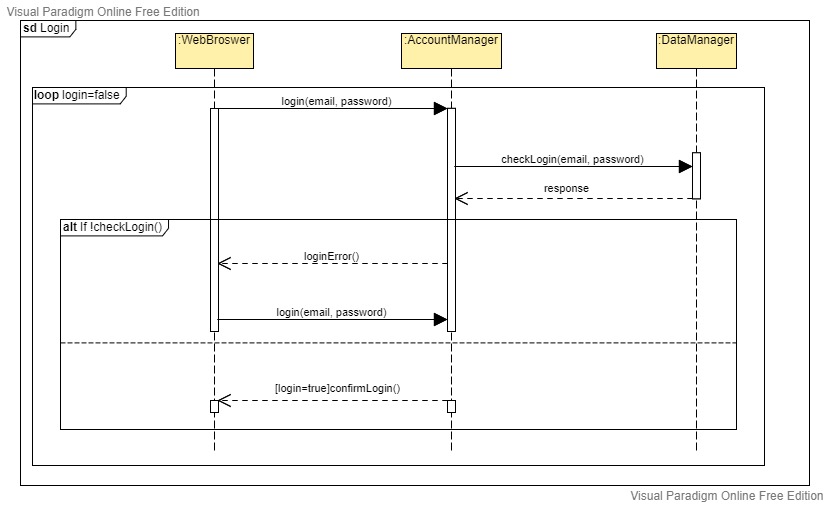 Visual Paradigm Online Free Edition
sd Login
:WebBroswer
:AccountManager
:DataManager
loop login=false
login(email, password)
checkLogin(email, password)
response
alt If !checkLogin()
loginError()
login(email, password)
[login=true]confirmLogin()
Visual Paradigm Online Free Edition